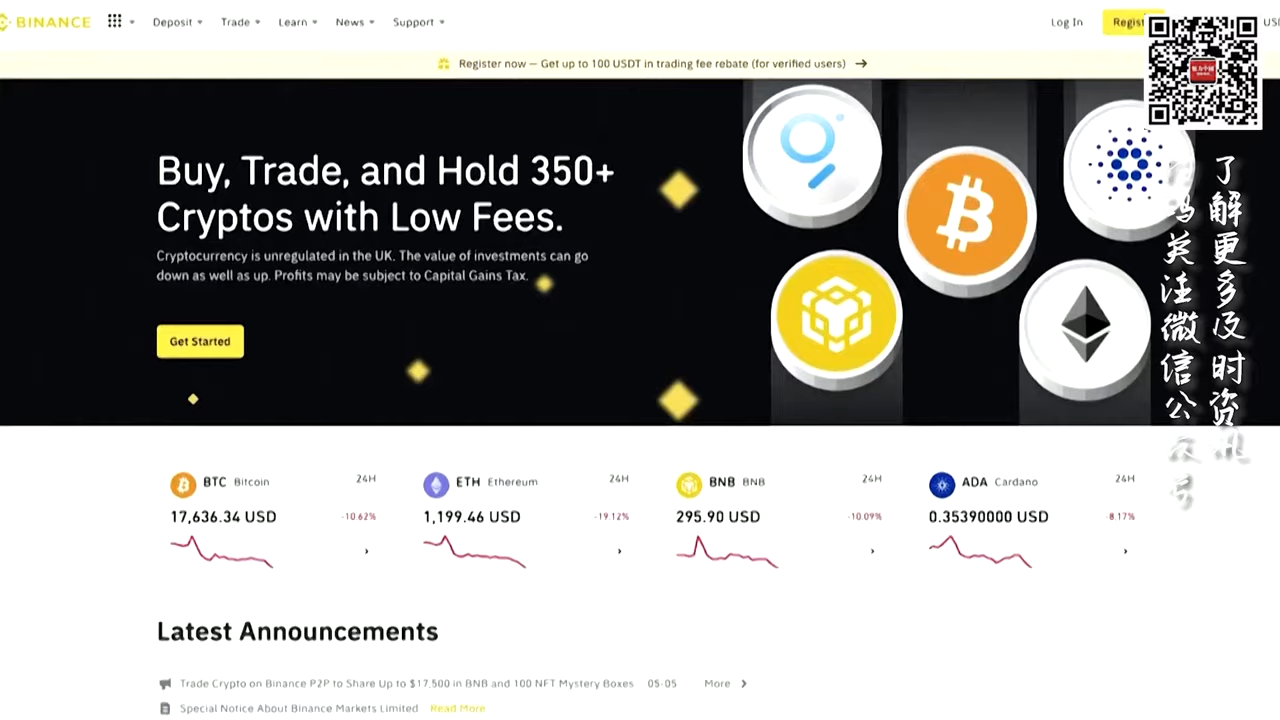 BINANCE
Deposit
Trade
Learn
News
Support
Log In
Regist
USD
Register now — Get up to 100 USDT in trading fee rebate (for verified users) →
Buy, Trade, and Hold 350+
Cryptos with Low Fees.
Cryptocurrency is unregulated in the UK. The value of investments can go
down as well as up. Profits may be subject to Capital Gains Tax.
Get Started
了解更多及时资讯
码关注微信公众号
BTC Bitcoin 24H
17,636.34 USD -10.62%
ETH Ethereum 24H
1,199.46 USD -19.12%
BNB BNB 24H
295.90 USD -10.09%
ADA Cardano 24H
0.35390000 USD -8.17%
Latest Announcements
Trade Crypto on Binance P2P to Share Up to $17,500 in BNB and 100 NFT Mystery Boxes 05-05 More
Special Notice About Binance Markets Limited Read More